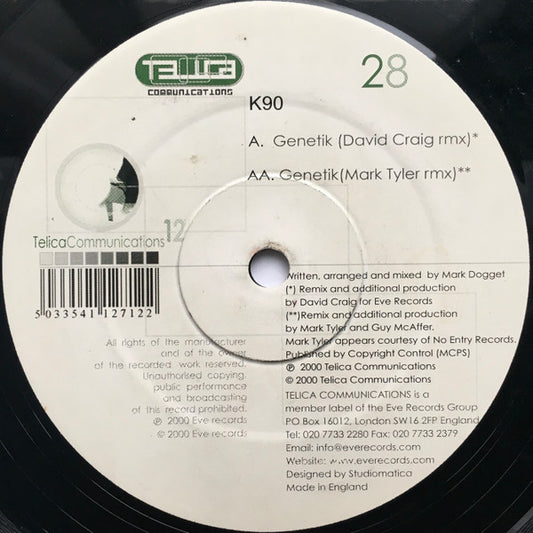 TELICA
COMMUNICATIONS
28
K90
A. Genetik (David Craig rmx)*
AA. Genetik(Mark Tyler rmx)**
TelicaCommunications 12
5 033541 127122
Written, arranged and mixed by Mark Dogget
(*) Remix and additional production
by David Craig for Eve Records
(**)Remix and additional production
by Mark Tyler and Guy McAffer.
Mark Tyler appears courtesy of No Entry Records.
Published by Copyright Control (MCPS)
℗ 2000 Telica Communications
© 2000 Telica Communications
All rights of the manufacturer
and of the owner
of the recorded work reserved.
Unauthorised copying,
public performance
and broadcasting
of this record prohibited.
℗ 2000 Eve records
© 2000 Eve records
TELICA COMMUNICATIONS is a
member label of the Eve Records Group
PO Box 16012, London SW16 2FP England
Tel: 020 7733 2280 Fax: 020 7733 2379
Email: info@everecords.com
Website: www.everecords.com
Designed by Studiomatica
Made in England